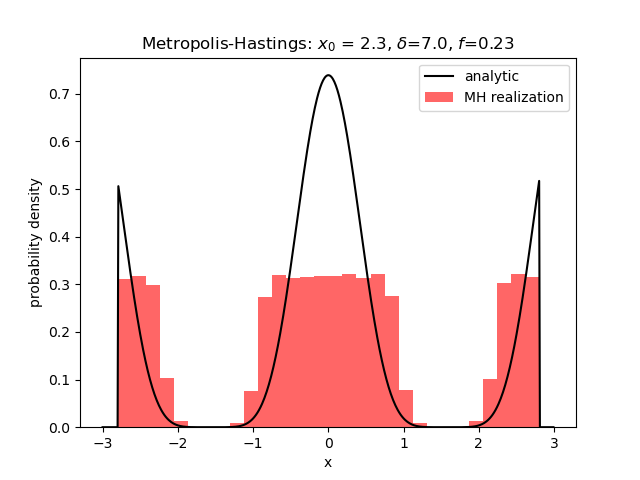 Metropolis-Hastings: x₀ = 2.3, δ=7.0, f=0.23
analytic
MH realization
probability density
0.7
0.6
0.5
0.4
0.3
0.2
0.1
0.0
−3 −2 −1 0 1 2 3
x